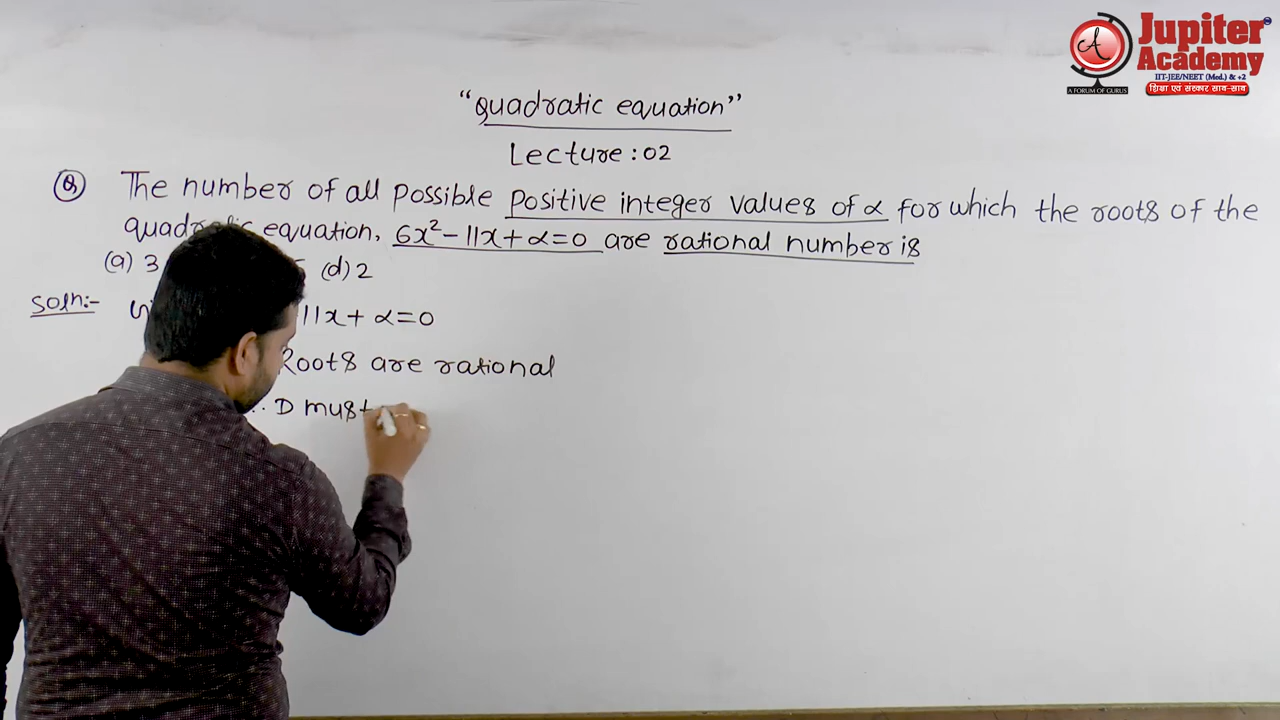 Jupiter
Academy
IIT-JEE/NEET (Med.) & +2
A FORUM OF GURUS
शिक्षा एवं संस्कार साथ-साथ
"Quadratic equation"
Lecture: 02
Q The number of all possible positive integer values of α for which the roots of the
equation, 6x²-11x+α=0 are rational number is
(a) 3 (d) 2
Soln:- 11x+α=0
Roots are rational
∴ D must